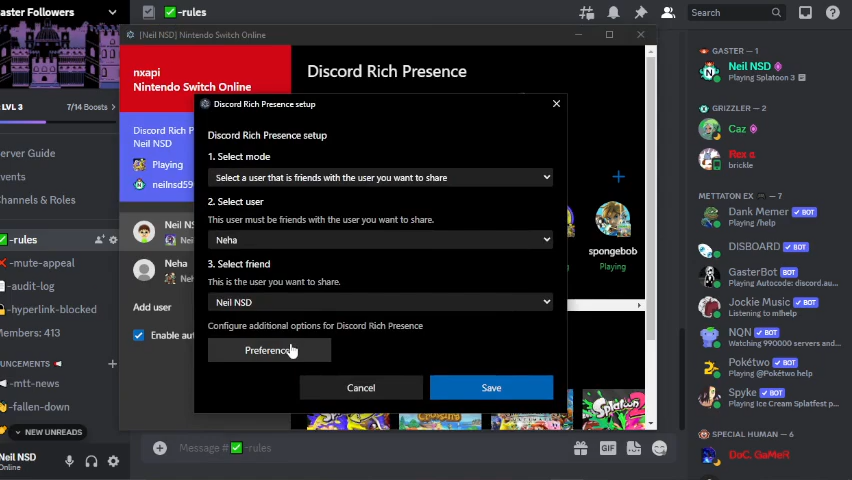 aster Followers
LVL 3
7/14 Boosts
erver Guide
vents
hannels & Roles
-rules
-mute-appeal
-audit-log
-hyperlink-blocked
Members: 413
UNCEMENTS
-mtt-news
-fallen-down
NEW UNREADS
Neil NSD
Online
-rules
Search
[Neil NSD] Nintendo Switch Online
nxapi
Nintendo Switch Online
Discord R
Neil NSD
Playing
neilnsd59
Neil NS
Nei
Neha
Neh
Add user
Enable aut
Discord Rich Presence
spongebob
Playing
Discord Rich Presence setup
Discord Rich Presence setup
1. Select mode
Select a user that is friends with the user you want to share
2. Select user
This user must be friends with the user you want to share.
Neha
3. Select friend
This is the user you want to share.
Neil NSD
Configure additional options for Discord Rich Presence
Preferences
Cancel
Save
Message #✅-rules
GIF
GASTER — 1
Neil NSD
Playing Splatoon 3
GRIZZLER — 2
Caz
Rex a
brickle
METTATON EX — 7
Dank Memer BOT
Playing /help
DISBOARD BOT
GasterBot BOT
Playing Autocode: discord.au...
Jockie Music BOT
Listening to m!help
NQN BOT
Watching 990000 servers and...
Pokétwo BOT
Playing @Pokétwo help
Spyke BOT
Playing Ice Cream Splatfest p...
SPECIAL HUMAN — 6
DoC. GaMeR